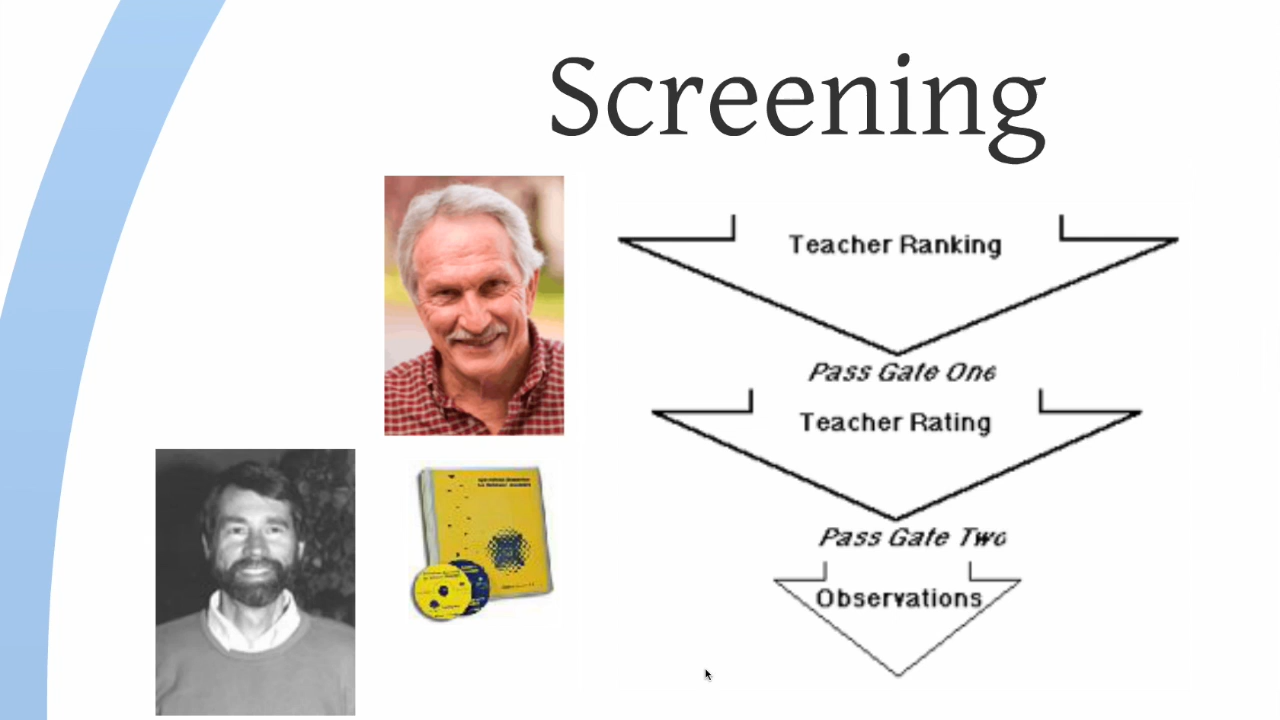 Screening
Teacher Ranking
Pass Gate One
Teacher Rating
Pass Gate Two
Observations